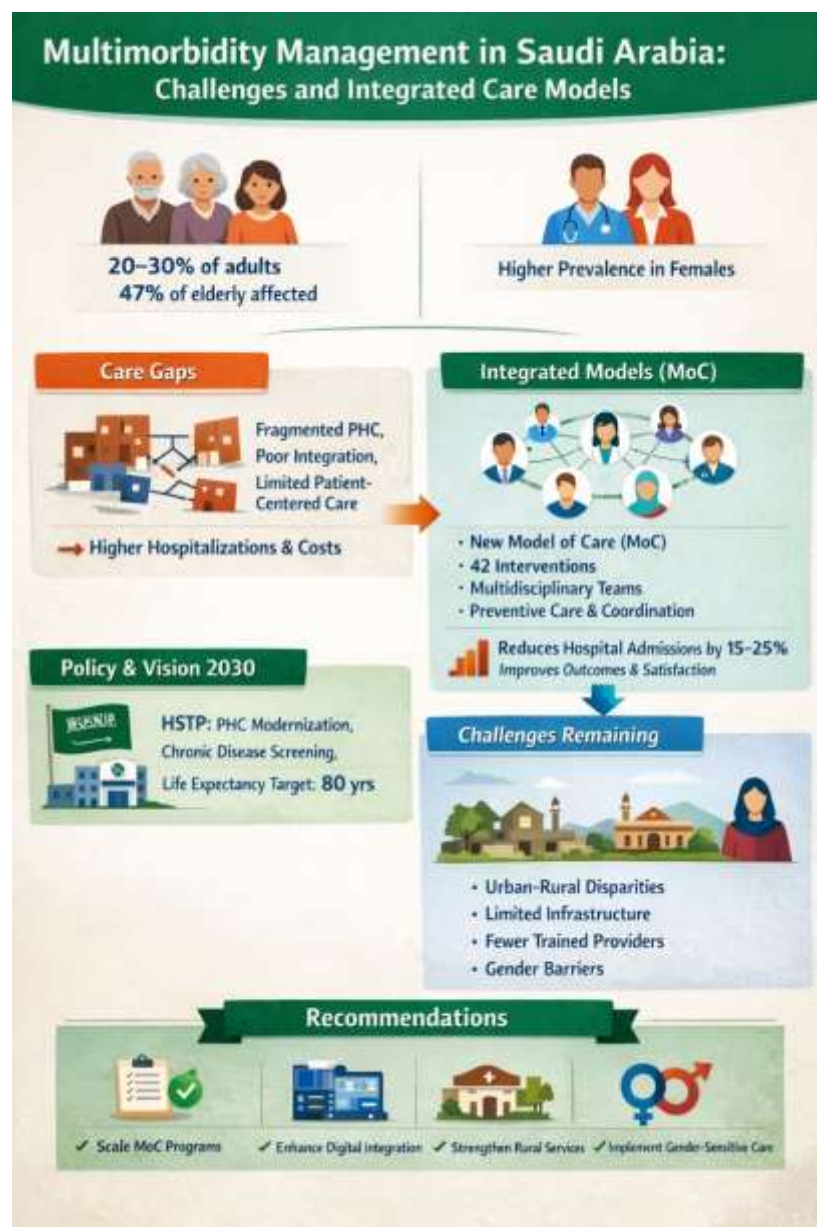 Multimorbidity Management in Saudi Arabia:
Challenges and Integrated Care Models
20–30% of adults
47% of elderly affected
Higher Prevalence in Females
Care Gaps
Fragmented PHC,
Poor Integration,
Limited Patient-
Centered Care
Higher Hospitalizations & Costs
Integrated Models (MoC)
• New Model of Care (MoC)
• 42 Interventions
• Multidisciplinary Teams
• Preventive Care & Coordination
Reduces Hospital Admissions by 15–25%
Improves Outcomes & Satisfaction
Policy & Vision 2030
HSTP: PHC Modernization,
Chronic Disease Screening,
Life Expectancy Target: 80 yrs
Challenges Remaining
• Urban-Rural Disparities
• Limited Infrastructure
• Fewer Trained Providers
• Gender Barriers
Recommendations
✓ Scale MoC Programs
✓ Enhance Digital Integration
✓ Strengthen Rural Services
✓ Implement Gender-Sensitive Care